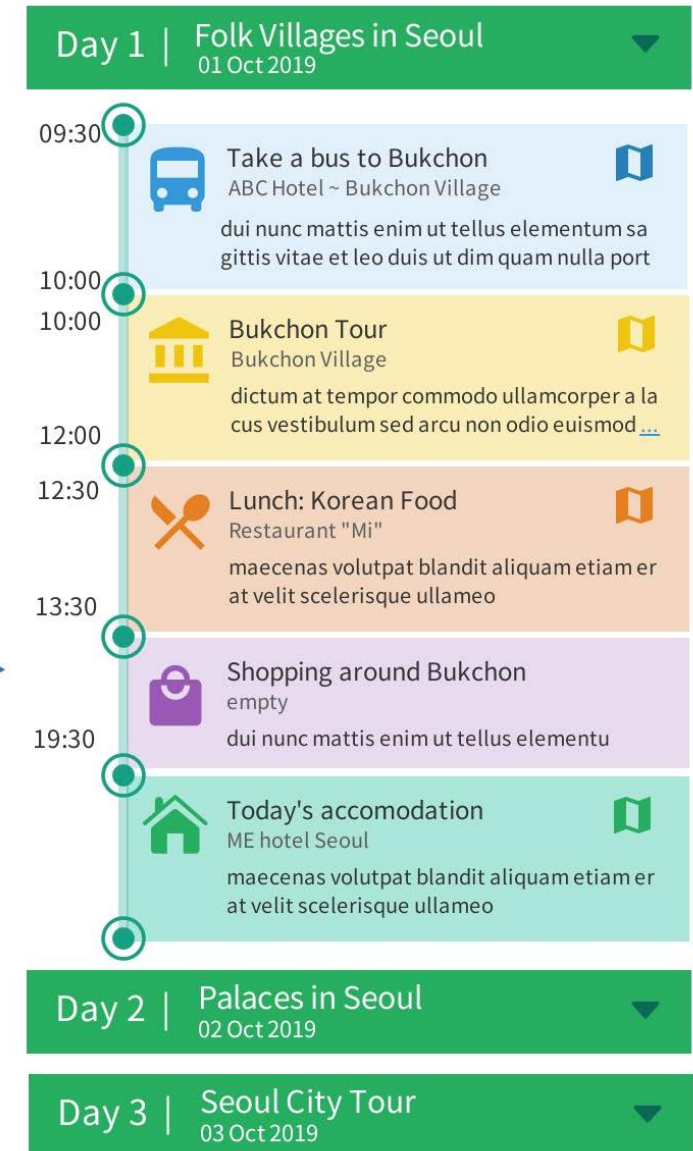 Day 1 | Folk Villages in Seoul
01 Oct 2019
09:30
Take a bus to Bukchon
ABC Hotel ~ Bukchon Village
dui nunc mattis enim ut tellus elementum sa
gittis vitae et leo duis ut dim quam nulla port
10:00
10:00
Bukchon Tour
Bukchon Village
dictum at tempor commodo ullamcorper a la
cus vestibulum sed arcu non odio euismod ...
12:00
12:30
Lunch: Korean Food
Restaurant "Mi"
maecenas volutpat blandit aliquam etiam er
at velit scelerisque ullameo
13:30
Shopping around Bukchon
empty
dui nunc mattis enim ut tellus elementu
19:30
Today's accomodation
ME hotel Seoul
maecenas volutpat blandit aliquam etiam er
at velit scelerisque ullameo
Day 2 | Palaces in Seoul
02 Oct 2019
Day 3 | Seoul City Tour
03 Oct 2019